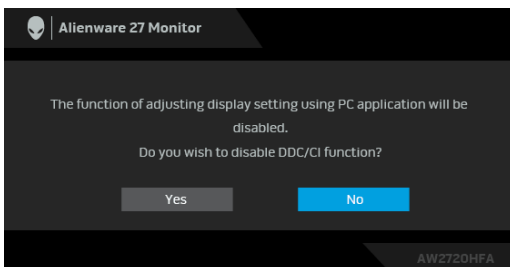 Alienware 27 Monitor
The function of adjusting display setting using PC application will be
disabled.
Do you wish to disable DDC/CI function?
Yes
No
AW2720HFA